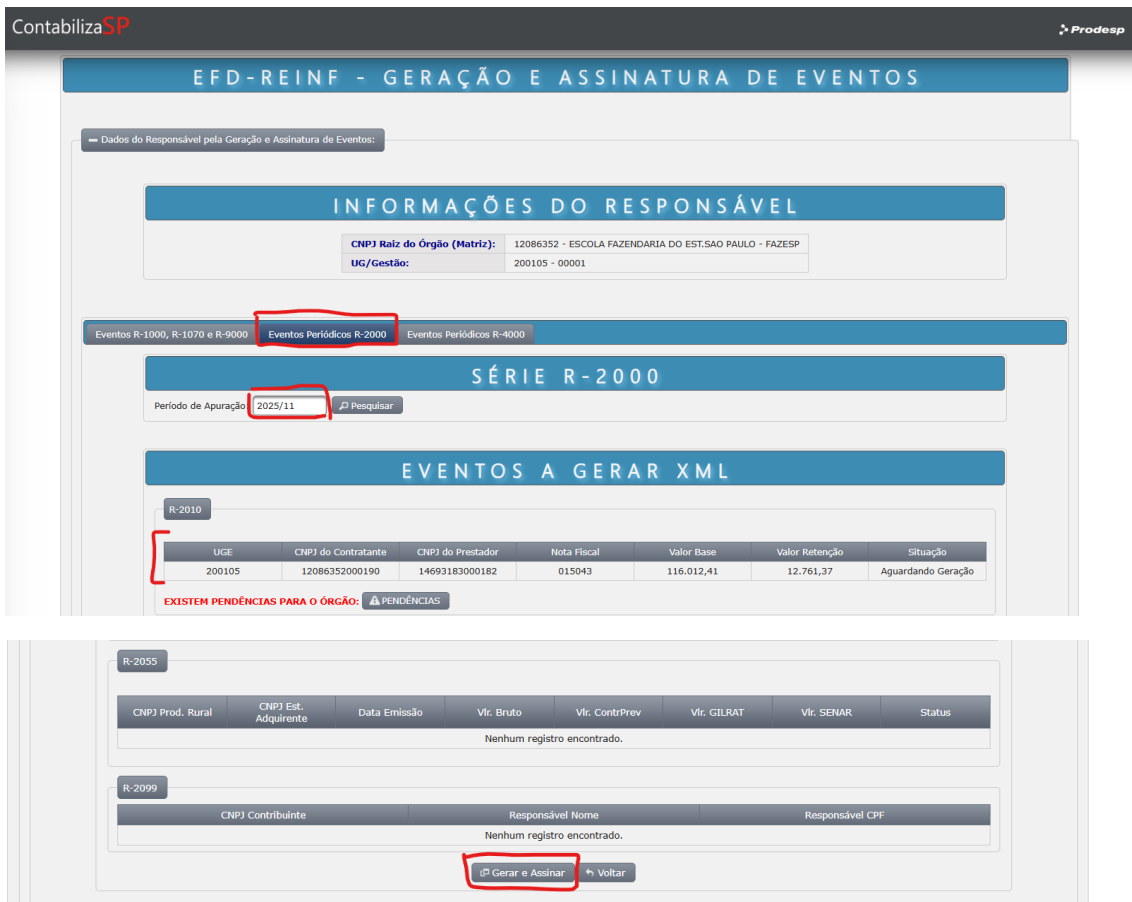 ContabilizaSP
Prodesp
EFD-REINF - GERAÇÃO E ASSINATURA DE EVENTOS
Dados do Responsável pela Geração e Assinatura de Eventos:
INFORMAÇÕES DO RESPONSÁVEL
CNPJ Raiz do Órgão (Matriz): 12086352 - ESCOLA FAZENDARIA DO EST.SAO PAULO - FAZESP
UG/Gestão: 200105 - 00001
Eventos R-1000, R-1070 e R-9000 Eventos Periódicos R-2000 Eventos Periódicos R-4000
SÉRIE R-2000
Período de Apuração: 2025/11 Pesquisar
EVENTOS A GERAR XML
R-2010
UGE CNPJ do Contratante CNPJ do Prestador Nota Fiscal Valor Base Valor Retenção Situação
200105 12086352000190 14693183000182 015043 116.012,41 12.761,37 Aguardando Geração
EXISTEM PENDÊNCIAS PARA O ÓRGÃO: PENDÊNCIAS
R-2055
CNPJ Prod. Rural CNPJ Est. Adquirente Data Emissão Vlr. Bruto Vlr. ContrPrev Vlr. GILRAT Vlr. SENAR Status
Nenhum registro encontrado.
R-2099
CNPJ Contribuinte Responsável Nome Responsável CPF
Nenhum registro encontrado.
Gerar e Assinar Voltar